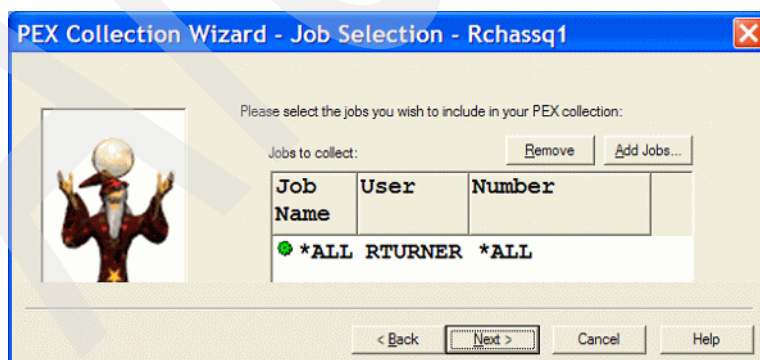 PEX Collection Wizard - Job Selection - Rchassq1
Please select the jobs you wish to include in your PEX collection:
Jobs to collect:
Remove
Add Jobs...
Job Name
User
Number
*ALL RTURNER *ALL
< Back
Next >
Cancel
Help